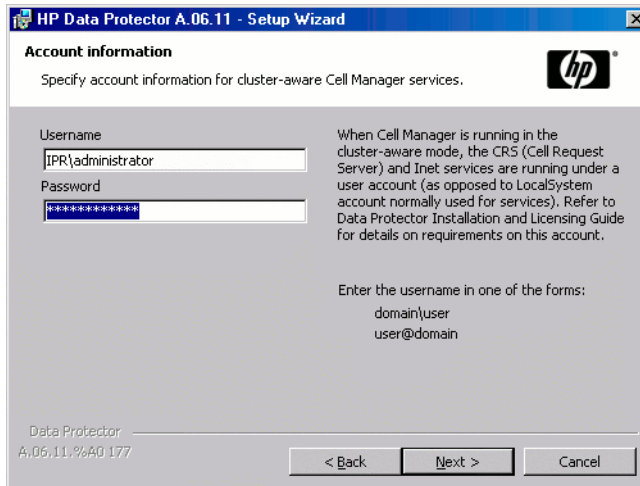 HP Data Protector A.06.11 - Setup Wizard
Account information
Specify account information for cluster-aware Cell Manager services.
hp
Username
IPR\administrator
Password
************
When Cell Manager is running in the
cluster-aware mode, the CRS (Cell Request
Server) and Inet services are running under a
user account (as opposed to LocalSystem
account normally used for services). Refer to
Data Protector Installation and Licensing Guide
for details on requirements on this account.
Enter the username in one of the forms:
domain\user
user@domain
Data Protector
A.06.11.%A0 177
< Back
Next >
Cancel